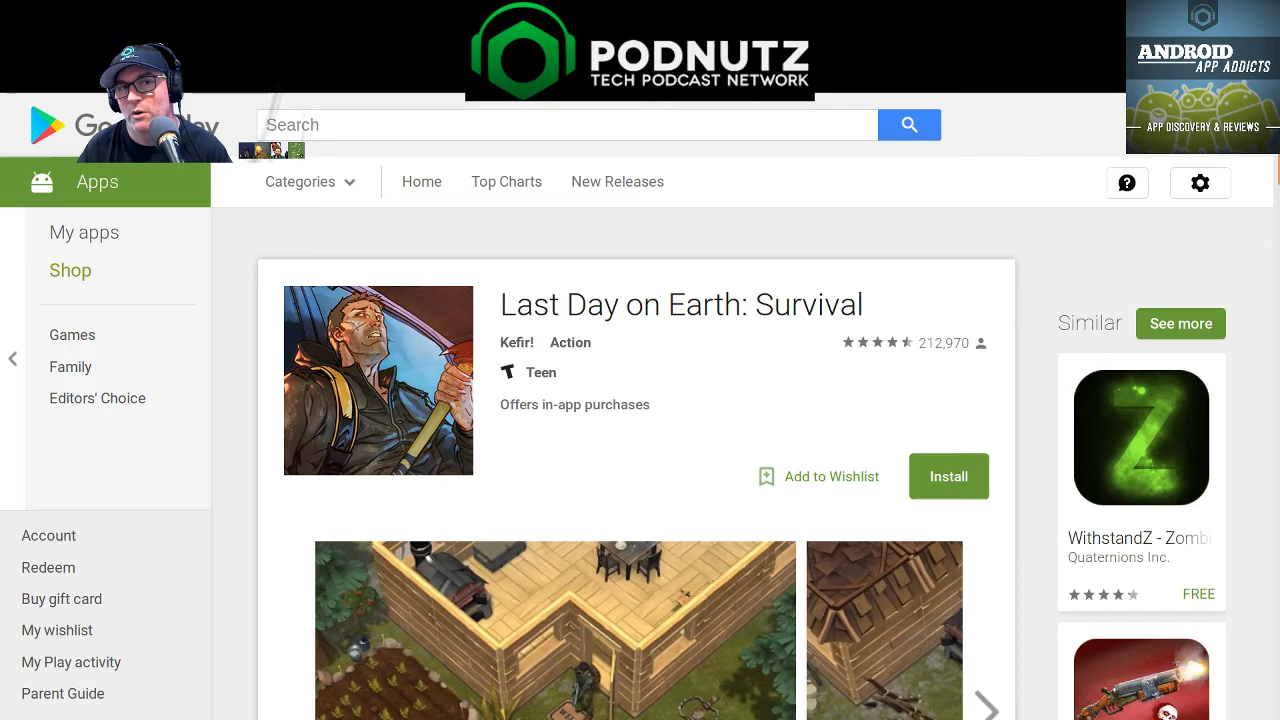 PODNUTZ
TECH PODCAST NETWORK
ANDROID
APP ADDICTS
APP DISCOVERY & REVIEWS
Search
Apps
Categories
Home
Top Charts
New Releases
My apps
Shop
Games
Family
Editors' Choice
Account
Redeem
Buy gift card
My wishlist
My Play activity
Parent Guide
Last Day on Earth: Survival
Kefir! Action
212,970
T Teen
Offers in-app purchases
Add to Wishlist
Install
Similar
See more
Z
WithstandZ - Zombi
Quaternions Inc.
FREE